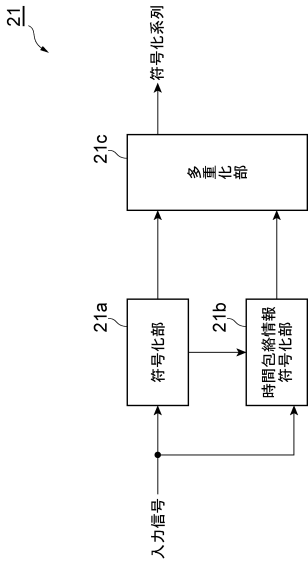 21
入力信号
21a
符号化部
21b
時間包絡情報
符号化部
21c
多重化部
符号化系列